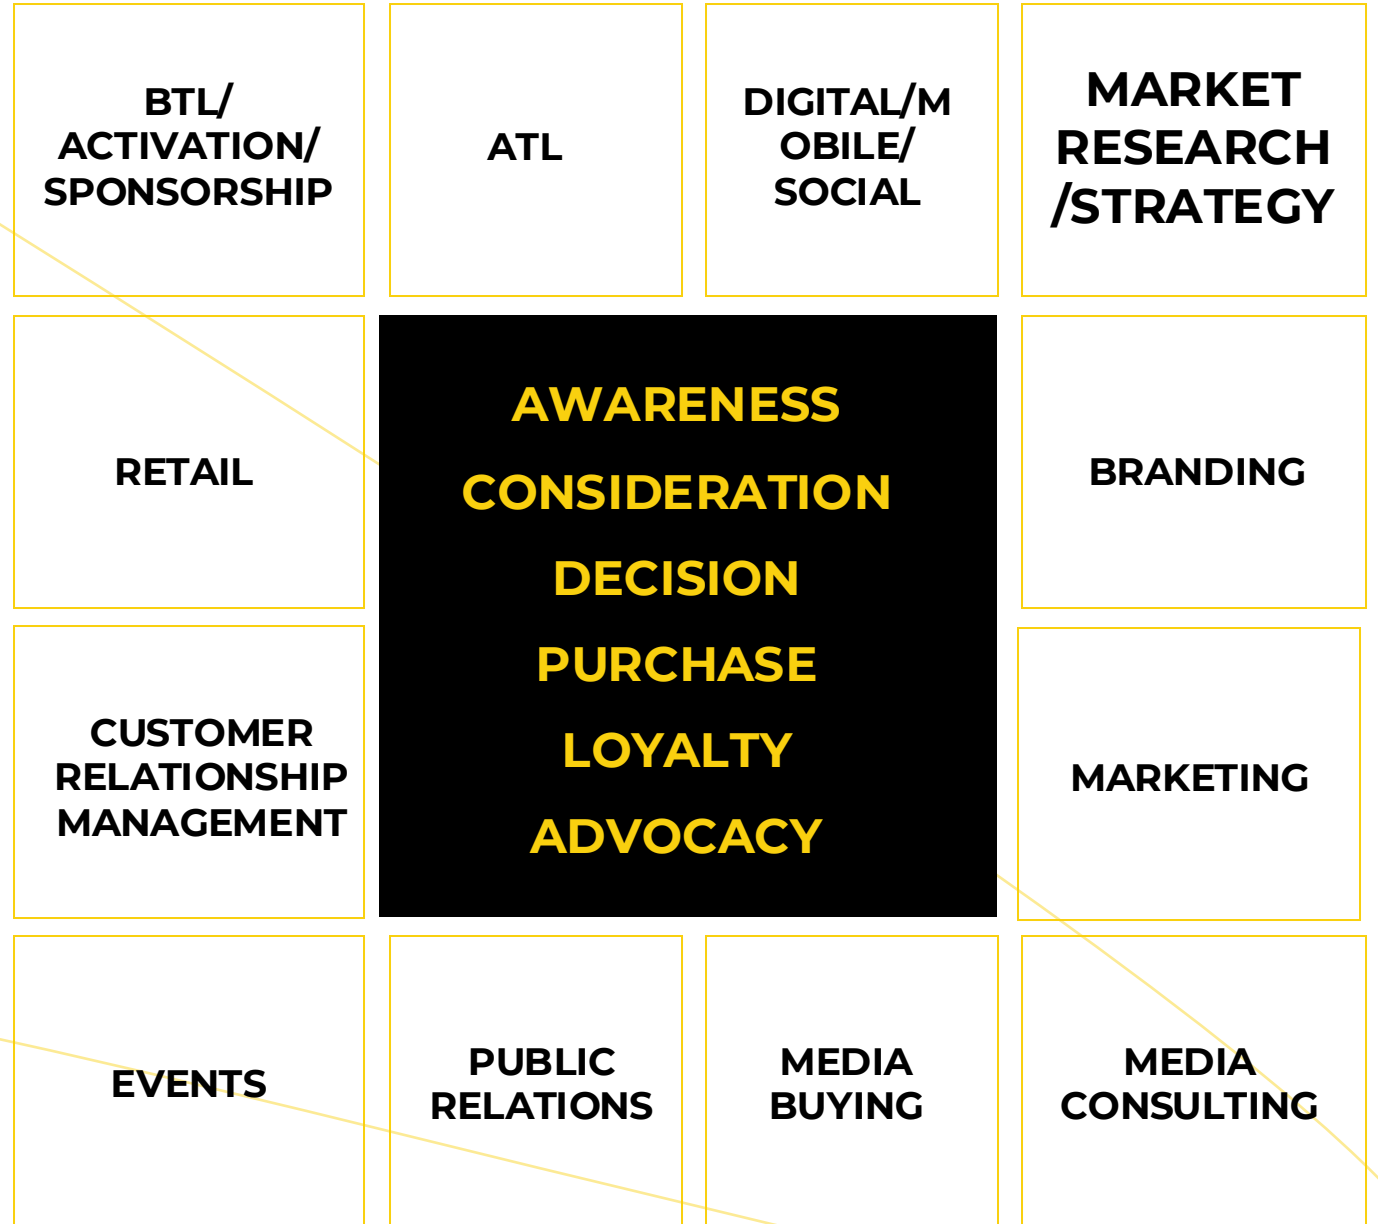 BTL/
ACTIVATION/
SPONSORSHIP
ATL
DIGITAL/M
OBILE/
SOCIAL
MARKET
RESEARCH
/STRATEGY
RETAIL
AWARENESS
CONSIDERATION
DECISION
PURCHASE
LOYALTY
ADVOCACY
BRANDING
CUSTOMER
RELATIONSHIP
MANAGEMENT
MARKETING
EVENTS
PUBLIC
RELATIONS
MEDIA
BUYING
MEDIA
CONSULTING